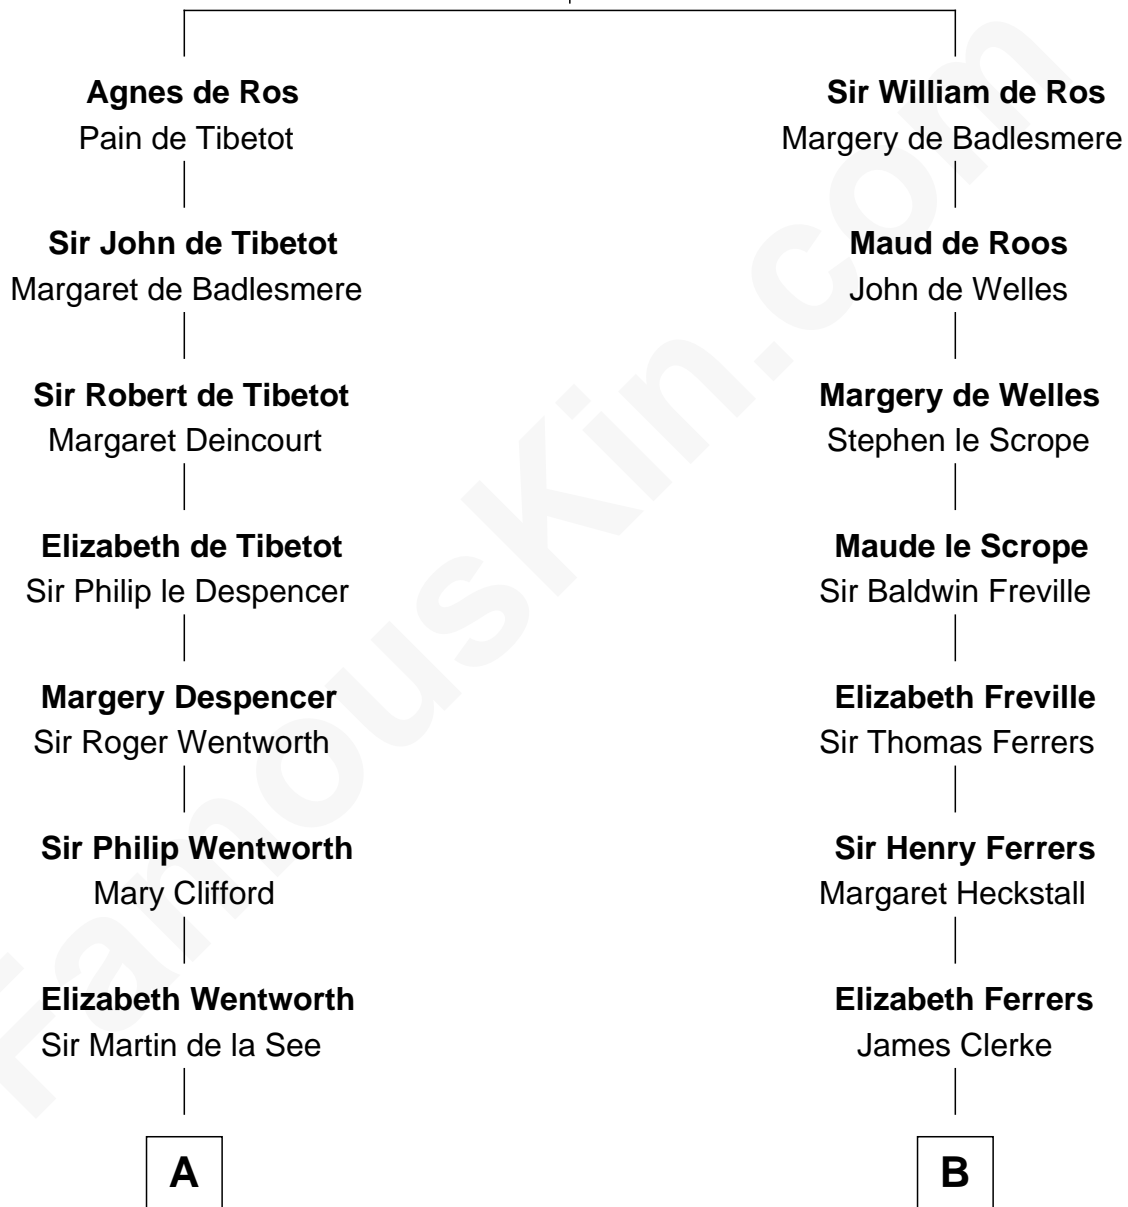 Agnes de Ros
Pain de Tibetot
Sir John de Tibetot
Margaret de Badlesmere
Sir Robert de Tibetot
Margaret Deincourt
Elizabeth de Tibetot
Sir Philip le Despencer
Margery Despencer
Sir Roger Wentworth
Sir Philip Wentworth
Mary Clifford
Elizabeth Wentworth
Sir Martin de la See
A
Sir William de Ros
Margery de Badlesmere
Maud de Roos
John de Welles
Margery de Welles
Stephen le Scrope
Maude le Scrope
Sir Baldwin Freville
Elizabeth Freville
Sir Thomas Ferrers
Sir Henry Ferrers
Margaret Heckstall
Elizabeth Ferrers
James Clerke
B
FamousKin.com